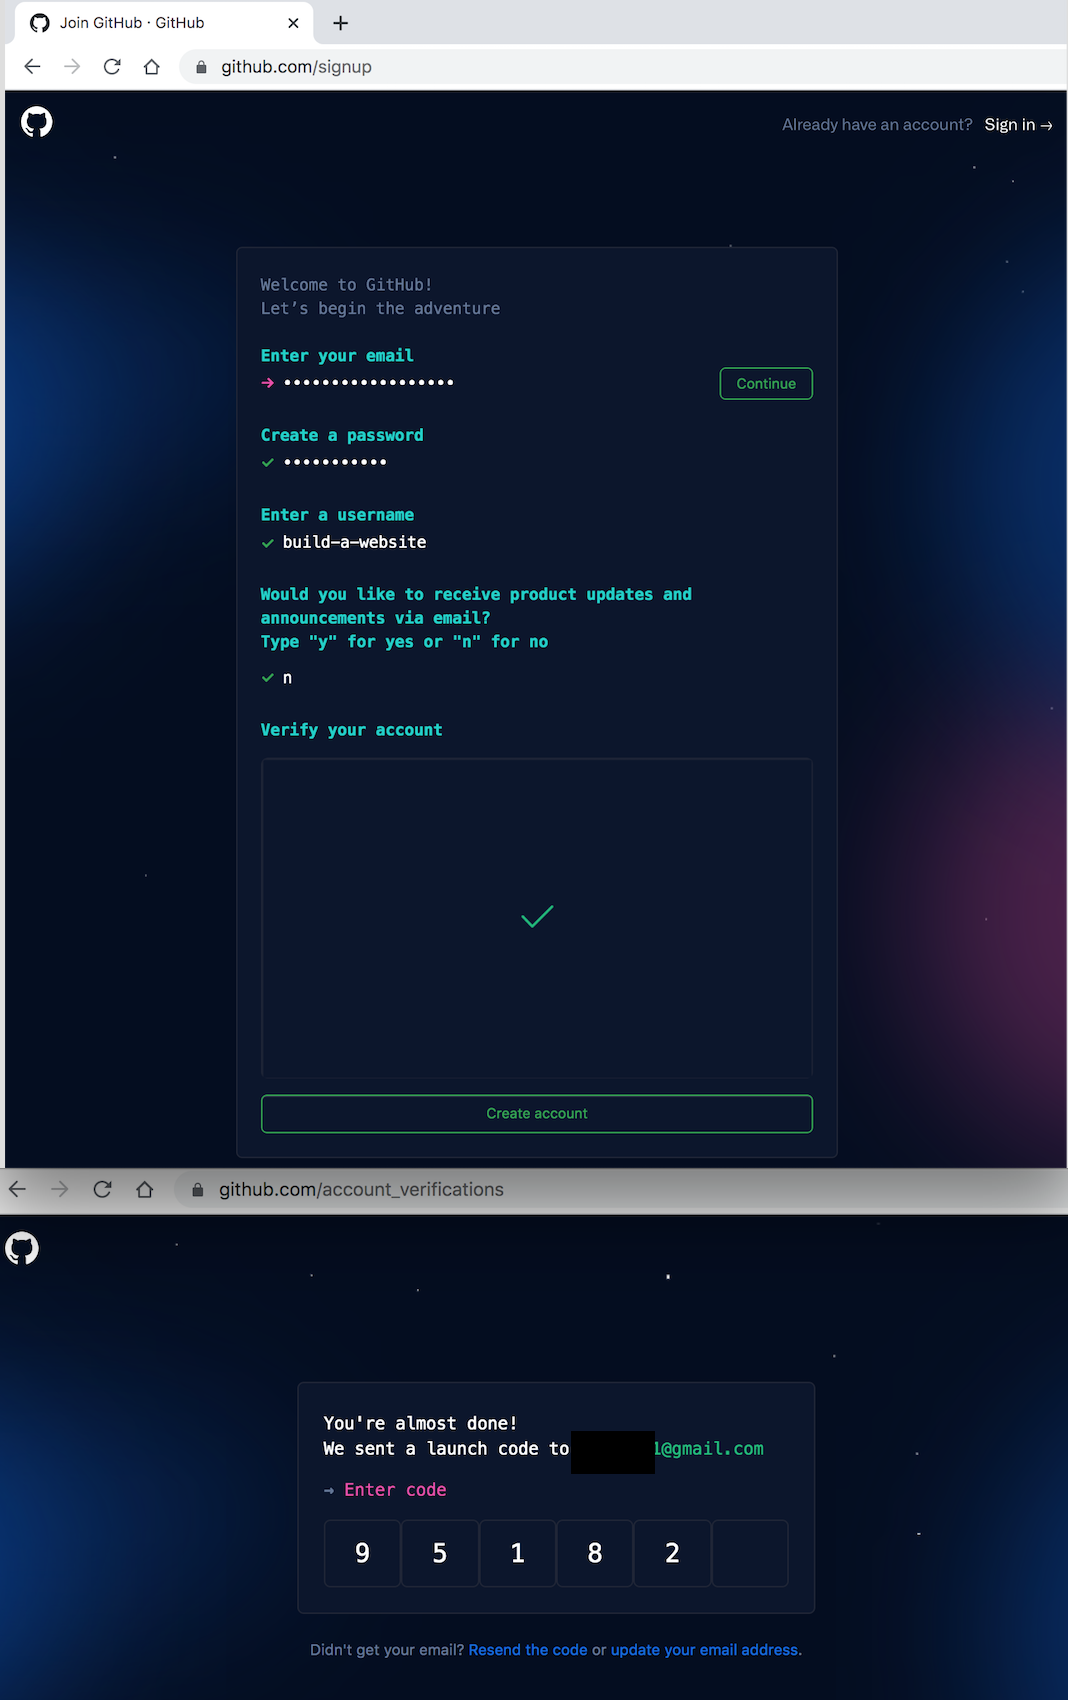 Join GitHub · GitHub
github.com/signup
Already have an account? Sign in →
Welcome to GitHub!
Let’s begin the adventure
Enter your email
→ ••••••••••••••••••
Continue
Create a password
✓ •••••••••••
Enter a username
✓ build-a-website
Would you like to receive product updates and
announcements via email?
Type "y" for yes or "n" for no
✓ n
Verify your account
Create account
github.com/account_verifications
You're almost done!
We sent a launch code to 1@gmail.com
→ Enter code
9 5 1 8 2
Didn't get your email? Resend the code or update your email address.